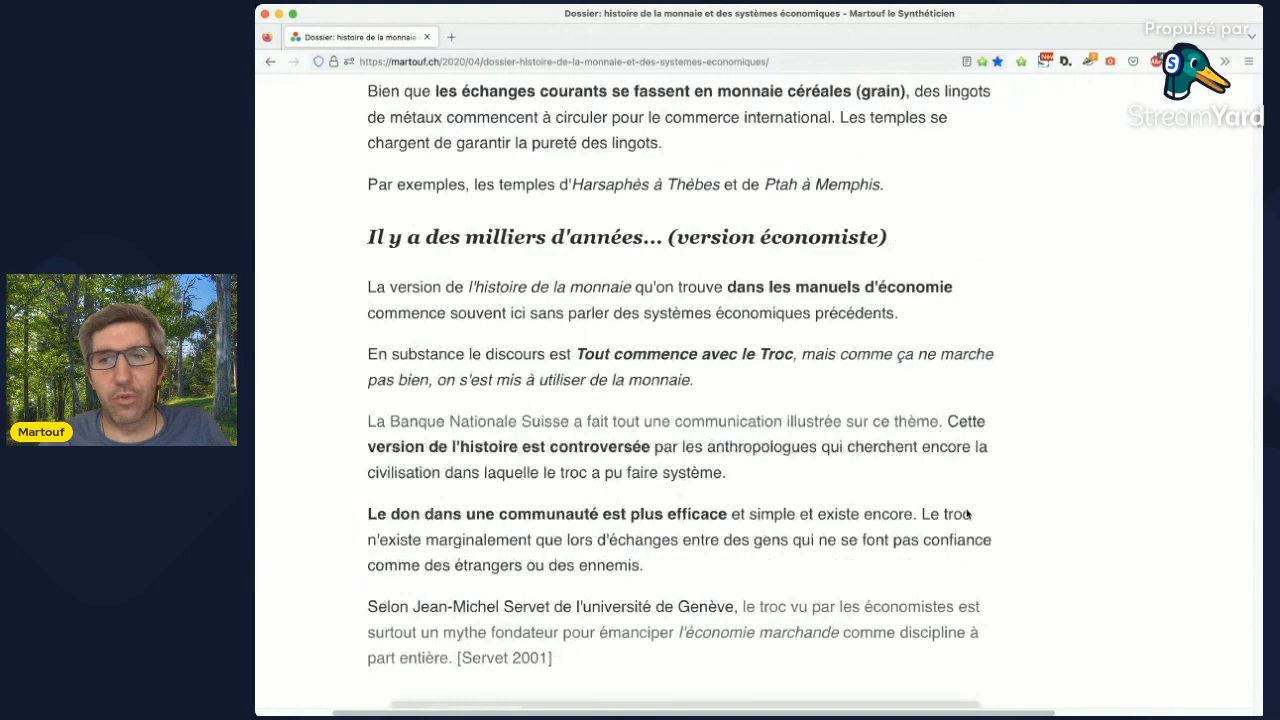 Dossier: histoire de la monnaie et des systèmes économiques - Martouf le Synthéticien
Propulsé par
Dossier: histoire de la monnaie
https://martouf.ch/2020/04/dossier-histoire-de-la-monnaie-et-des-systemes-economiques/
New
D.
S
StreamYard
Bien que les échanges courants se fassent en monnaie céréales (grain), des lingots
de métaux commencent à circuler pour le commerce international. Les temples se
chargent de garantir la pureté des lingots.
Par exemples, les temples d'Harsaphès à Thèbes et de Ptah à Memphis.
Il y a des milliers d'années... (version économiste)
La version de l'histoire de la monnaie qu'on trouve dans les manuels d'économie
commence souvent ici sans parler des systèmes économiques précédents.
En substance le discours est Tout commence avec le Troc, mais comme ça ne marche
pas bien, on s'est mis à utiliser de la monnaie.
La Banque Nationale Suisse a fait tout une communication illustrée sur ce thème. Cette
version de l'histoire est controversée par les anthropologues qui cherchent encore la
civilisation dans laquelle le troc a pu faire système.
Le don dans une communauté est plus efficace et simple et existe encore. Le troc
n'existe marginalement que lors d'échanges entre des gens qui ne se font pas confiance
comme des étrangers ou des ennemis.
Selon Jean-Michel Servet de l'université de Genève, le troc vu par les économistes est
surtout un mythe fondateur pour émanciper l'économie marchande comme discipline à
part entière. [Servet 2001]
Martouf